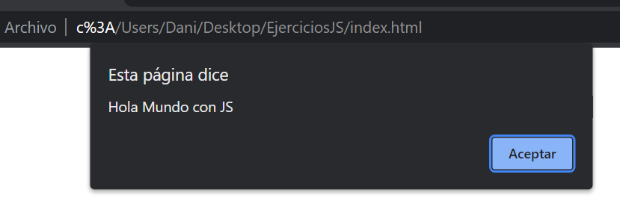 Archivo | c%3A/Users/Dani/Desktop/EjerciciosJS/index.html
Esta página dice
Hola Mundo con JS
Aceptar